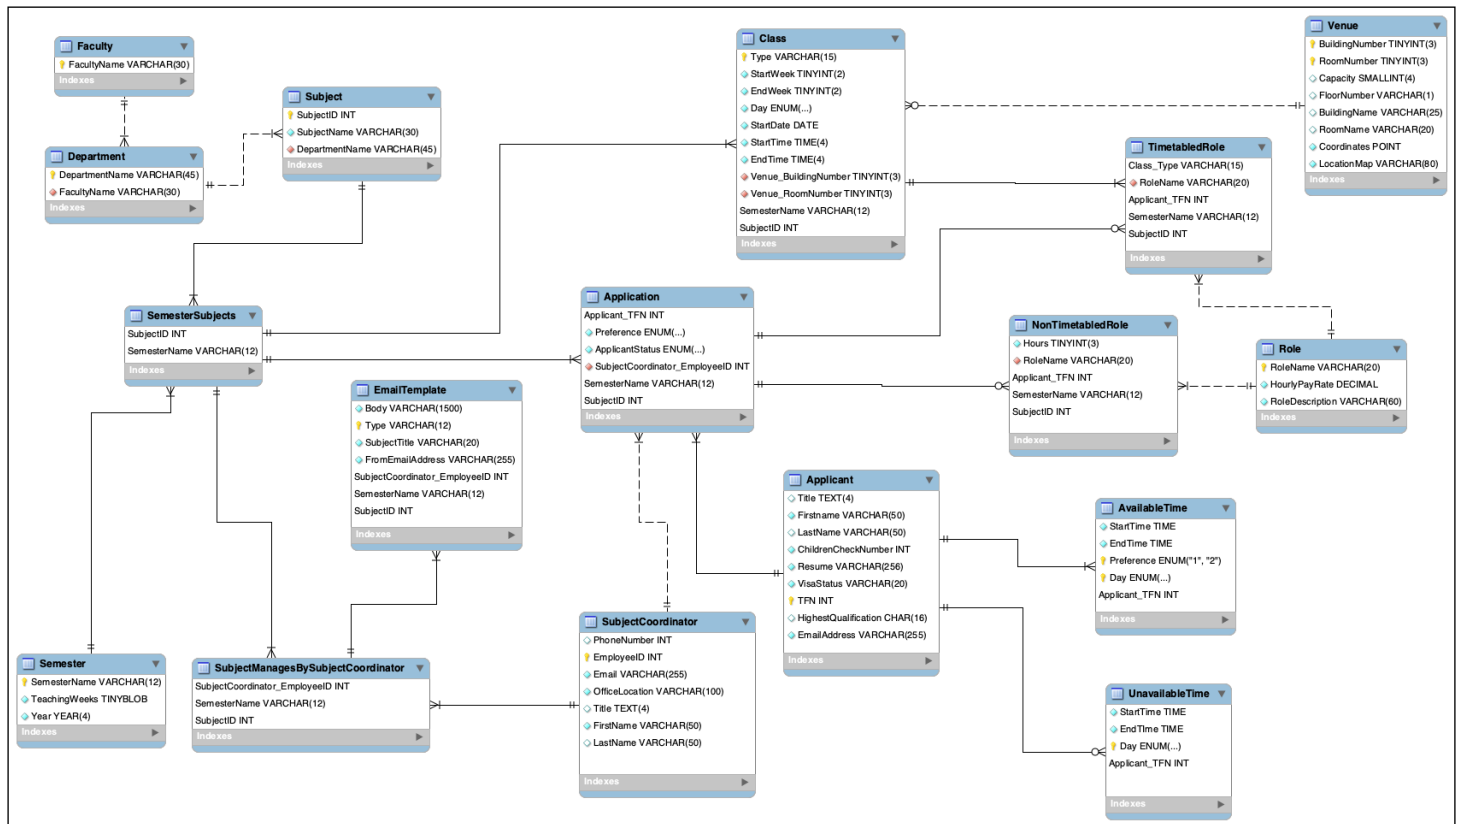 Faculty
FacultyName VARCHAR(30)
Indexes
Department
DepartmentName VARCHAR(45)
FacultyName VARCHAR(30)
Indexes
Subject
SubjectID INT
SubjectName VARCHAR(30)
DepartmentName VARCHAR(45)
Indexes
Class
Type VARCHAR(15)
StartWeek TINYINT(2)
EndWeek TINYINT(2)
Day ENUM(...)
StartDate DATE
StartTime TIME(4)
EndTime TIME(4)
Venue_BuildingNumber TINYINT(3)
Venue_RoomNumber TINYINT(3)
SemesterName VARCHAR(12)
SubjectID INT
Indexes
Venue
BuildingNumber TINYINT(3)
RoomNumber TINYINT(3)
Capacity SMALLINT(4)
FloorNumber VARCHAR(1)
BuildingName VARCHAR(25)
RoomName VARCHAR(20)
Coordinates POINT
LocationMap VARCHAR(80)
Indexes
TimetabledRole
Class_Type VARCHAR(15)
RoleName VARCHAR(20)
Applicant_TFN INT
SemesterName VARCHAR(12)
SubjectID INT
Indexes
SemesterSubjects
SubjectID INT
SemesterName VARCHAR(12)
Indexes
Application
Applicant_TFN INT
Preference ENUM(...)
ApplicantStatus ENUM(...)
SubjectCoordinator_EmployeeID INT
SemesterName VARCHAR(12)
SubjectID INT
Indexes
NonTimetabledRole
Hours TINYINT(3)
RoleName VARCHAR(20)
Applicant_TFN INT
SemesterName VARCHAR(12)
SubjectID INT
Indexes
Role
RoleName VARCHAR(20)
HourlyPayRate DECIMAL
RoleDescription VARCHAR(60)
Indexes
EmailTemplate
Body VARCHAR(1500)
Type VARCHAR(12)
SubjectTitle VARCHAR(20)
FromEmailAddress VARCHAR(255)
SubjectCoordinator_EmployeeID INT
SemesterName VARCHAR(12)
SubjectID INT
Indexes
Applicant
Title TEXT(4)
Firstname VARCHAR(50)
LastName VARCHAR(50)
ChildrenCheckNumber INT
Resume VARCHAR(256)
VisaStatus VARCHAR(20)
TFN INT
HighestQualification CHAR(16)
EmailAddress VARCHAR(255)
Indexes
AvailableTime
StartTime TIME
EndTime TIME
Preference ENUM("1", "2")
Day ENUM(...)
Applicant_TFN INT
Indexes
Semester
SemesterName VARCHAR(12)
TeachingWeeks TINYBLOB
Year YEAR(4)
Indexes
SubjectManagesBySubjectCoordinator
SubjectCoordinator_EmployeeID INT
SemesterName VARCHAR(12)
SubjectID INT
Indexes
SubjectCoordinator
PhoneNumber INT
EmployeeID INT
Email VARCHAR(255)
OfficeLocation VARCHAR(100)
Title TEXT(4)
FirstName VARCHAR(50)
LastName VARCHAR(50)
Indexes
UnavailableTime
StartTime TIME
EndTIme TIME
Day ENUM(...)
Applicant_TFN INT
Indexes